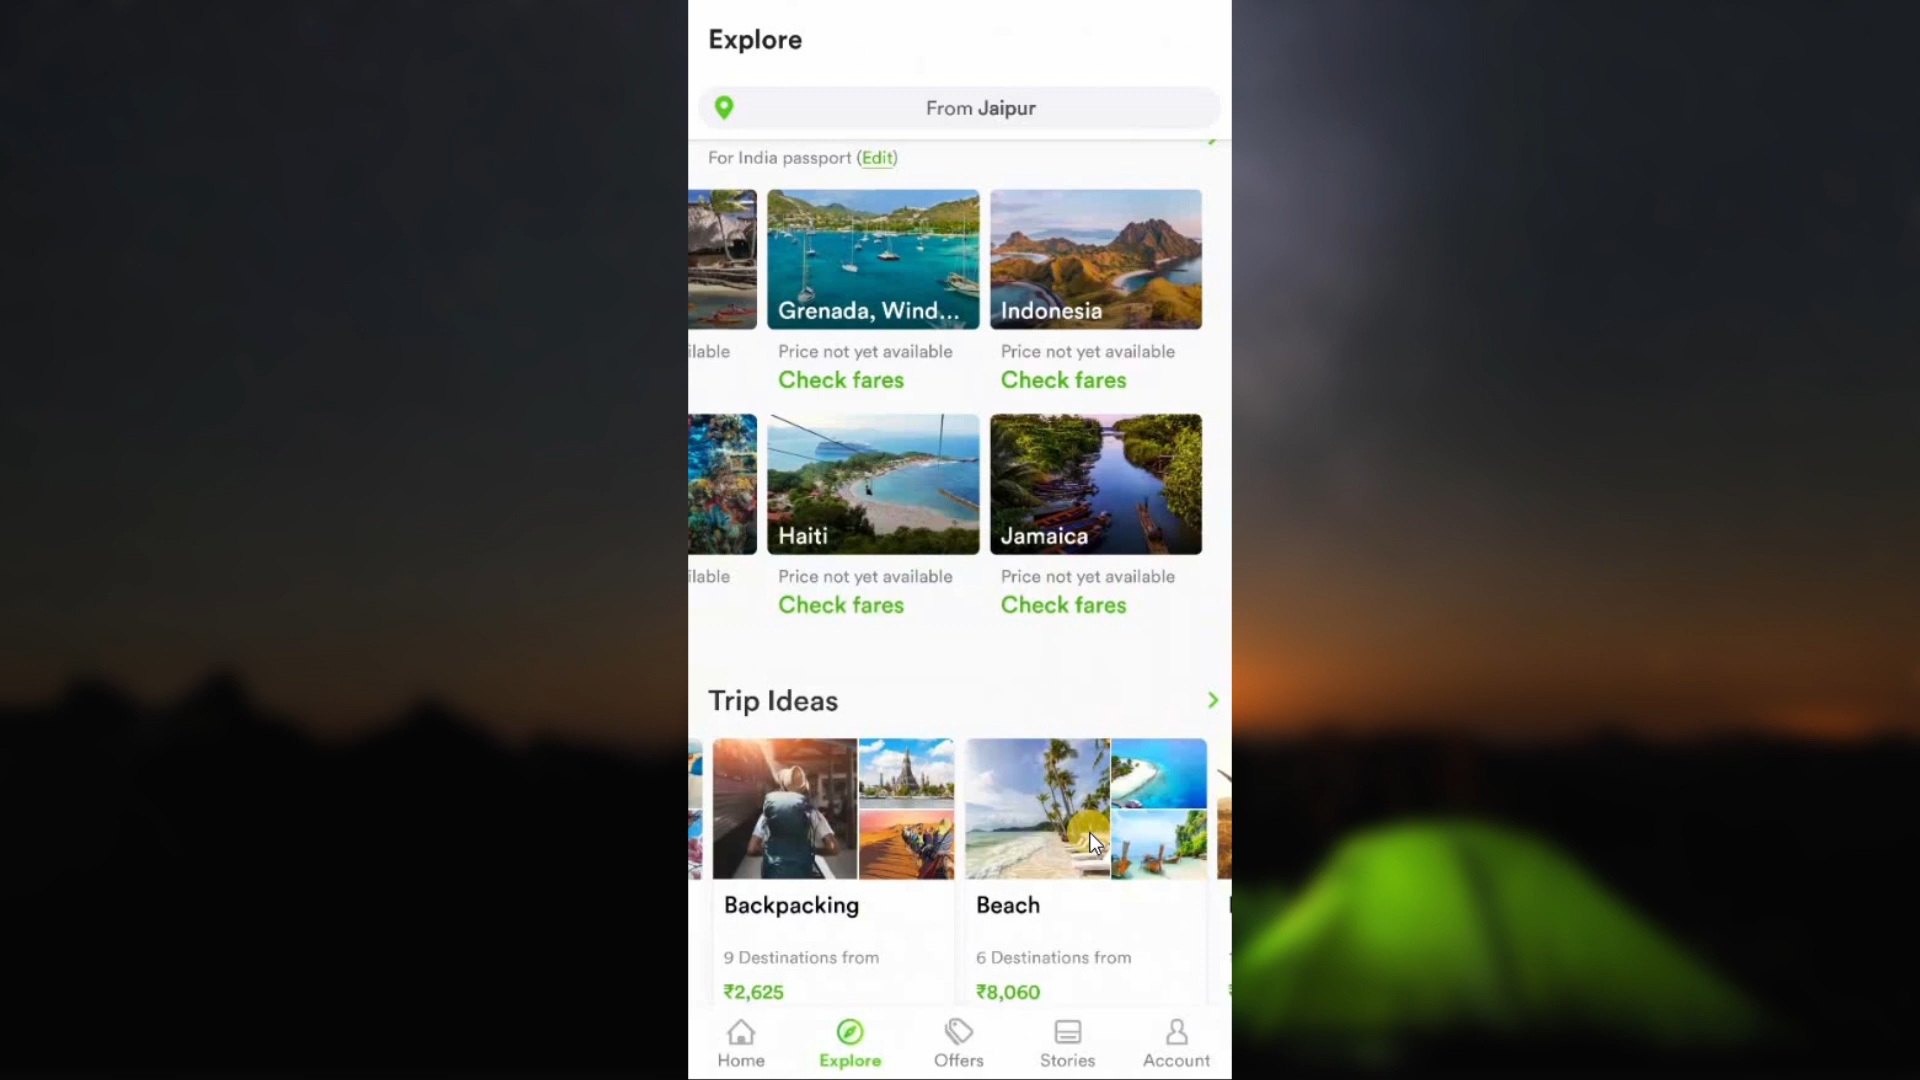 Explore
From Jaipur
For India passport (Edit)
Grenada, Wind...
Indonesia
ilable
Price not yet available
Price not yet available
Check fares
Check fares
Haiti
Jamaica
ilable
Price not yet available
Price not yet available
Check fares
Check fares
Trip Ideas
Backpacking
Beach
9 Destinations from
6 Destinations from
₹2,625
₹8,060
Home
Explore
Offers
Stories
Account